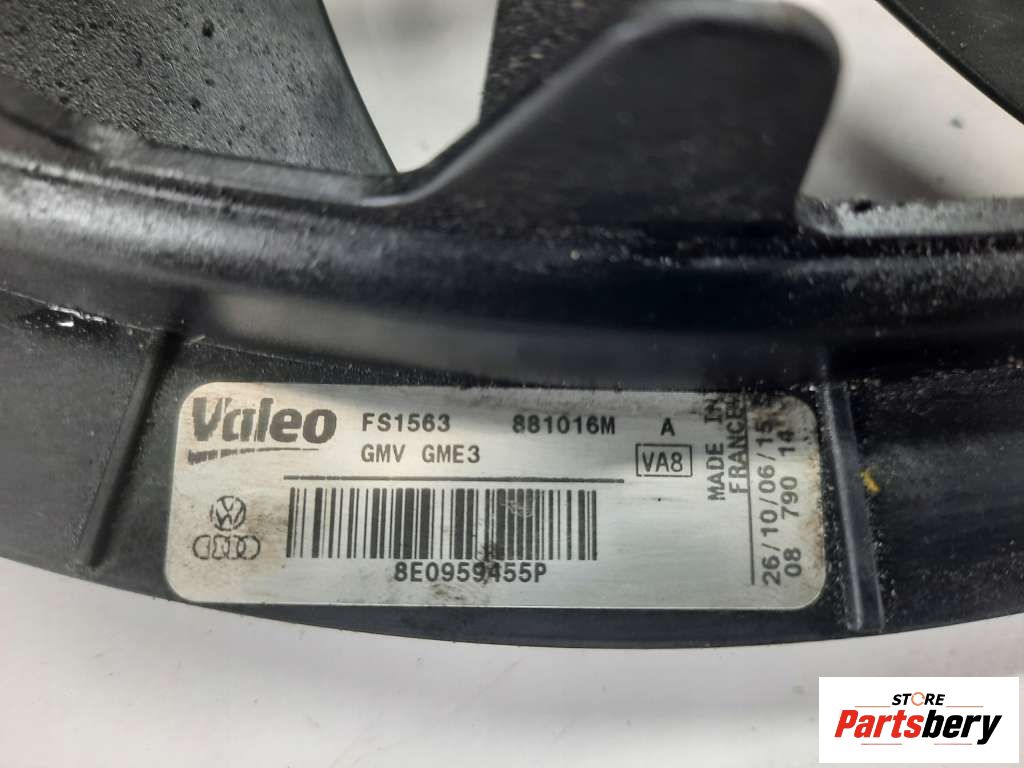 Valeo FS1563 881016M A
GMV GME3 VA8
8E0959455P
MADE IN
FRANCE
26/10/06/15
08 790 14
STORE
Partsbery